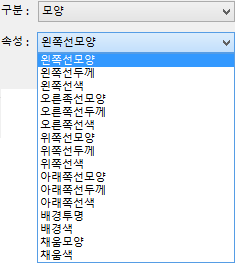 구분 : 모양
속성 : 왼쪽선모양
왼쪽선모양
왼쪽선두께
왼쪽선색
오른쪽선모양
오른쪽선두께
오른쪽선색
위쪽선모양
위쪽선두께
위쪽선색
아래쪽선모양
아래쪽선두께
아래쪽선색
배경투명
배경색
채움모양
채움색